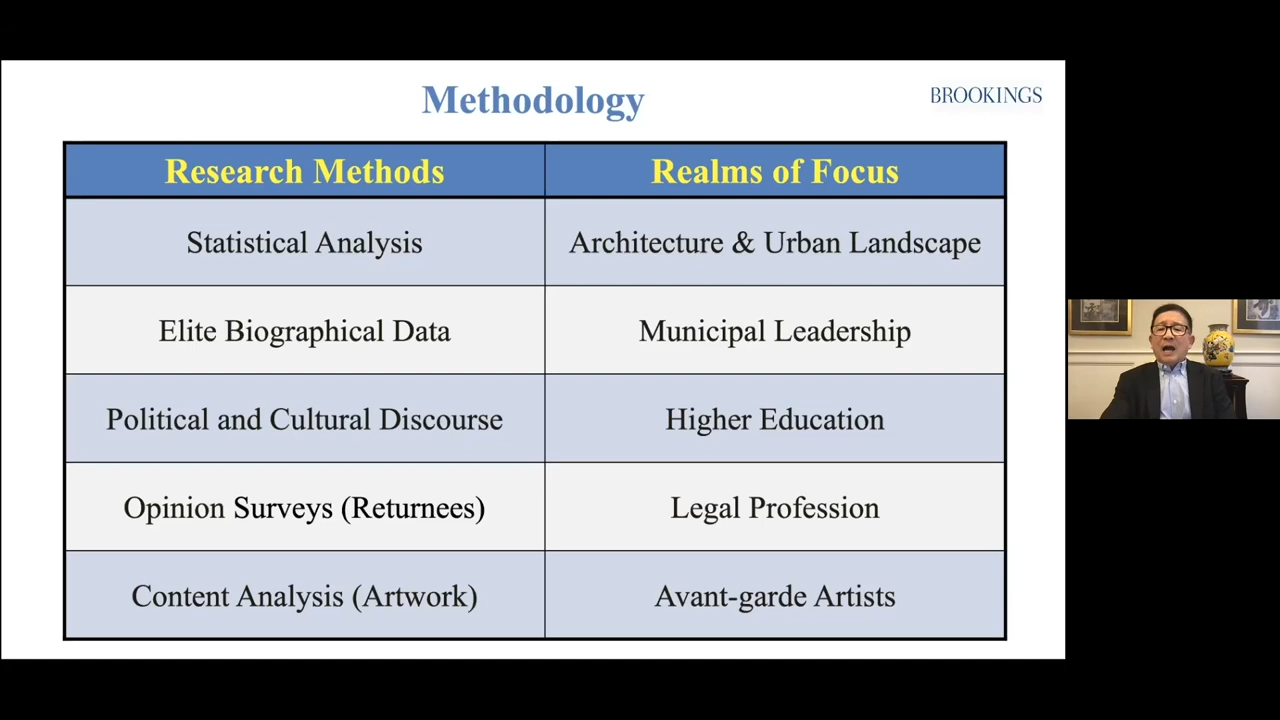 Methodology
BROOKINGS
Research Methods
Realms of Focus
Statistical Analysis
Architecture & Urban Landscape
Elite Biographical Data
Municipal Leadership
Political and Cultural Discourse
Higher Education
Opinion Surveys (Returnees)
Legal Profession
Content Analysis (Artwork)
Avant-garde Artists